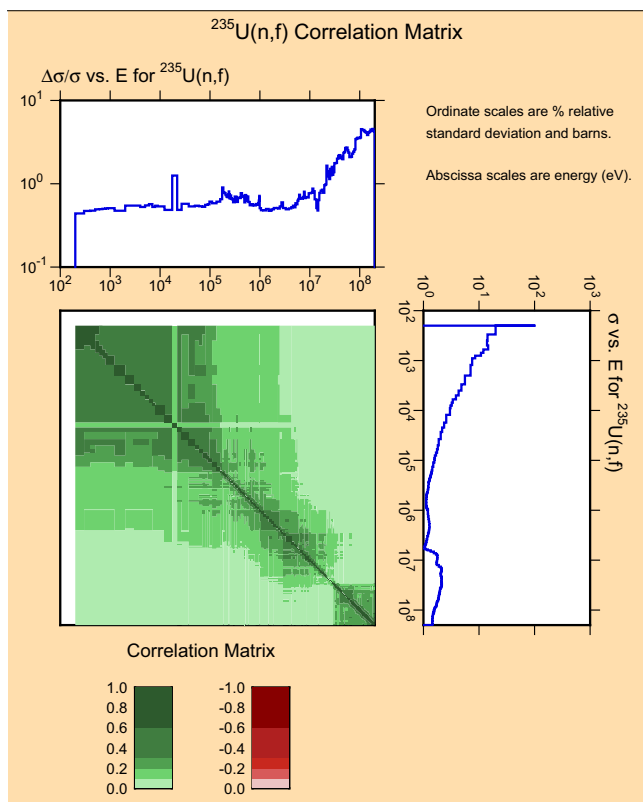 ²³⁵U(n,f) Correlation Matrix
Δσ/σ vs. E for ²³⁵U(n,f)
Ordinate scales are % relative
standard deviation and barns.
Abscissa scales are energy (eV).
10¹
10⁰
10⁻¹
10² 10³ 10⁴ 10⁵ 10⁶ 10⁷ 10⁸
10⁰ 10¹ 10² 10³
σ vs. E for ²³⁵U(n,f)
10²
10³
10⁴
10⁵
10⁶
10⁷
10⁸
Correlation Matrix
1.0 -1.0
0.8 -0.8
0.6 -0.6
0.4 -0.4
0.2 -0.2
0.0 0.0